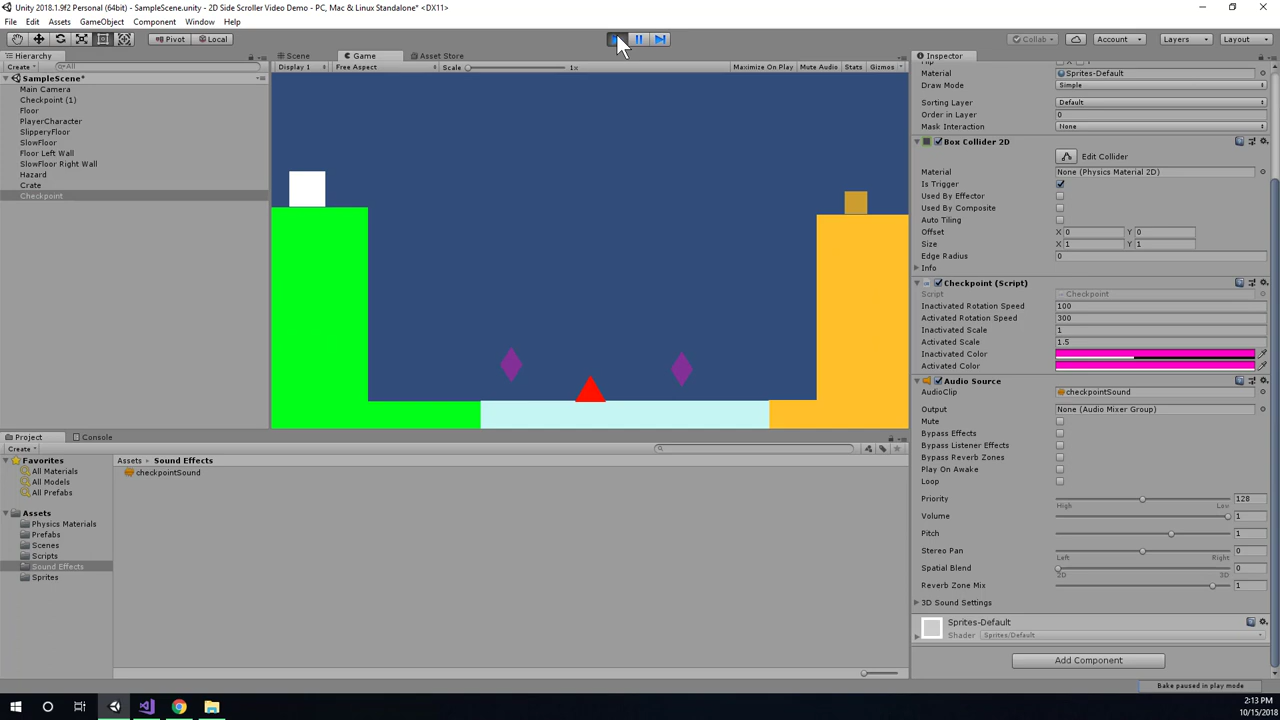 Unity 2018.1.9f2 Personal (64bit) - SampleScene.unity - 2D Side Scroller Video Demo - PC, Mac & Linux Standalone* <DX11>
File Edit Assets GameObject Component Window Help
Pivot Local Collab Account Layers Layout
Hierarchy Scene Game Asset Store Inspector
Create All Display 1 Free Aspect Scale 1x Maximize On Play Mute Audio Stats Gizmos
SampleScene*
Main Camera
Checkpoint (1)
Floor
PlayerCharacter
SlipperyFloor
SlowFloor
Floor Left Wall
SlowFloor Right Wall
Hazard
Crate
Checkpoint
Material Sprites-Default
Draw Mode Simple
Sorting Layer Default
Order in Layer 0
Mask Interaction None
Box Collider 2D
Edit Collider
Material None (Physics Material 2D)
Is Trigger
Used By Effector
Used By Composite
Auto Tiling
Offset X 0 Y 0
Size X 1 Y 1
Edge Radius 0
Info
Checkpoint (Script)
Script Checkpoint
Inactivated Rotation Speed 100
Activated Rotation Speed 300
Inactivated Scale 1
Activated Scale 1.5
Inactivated Color
Activated Color
Audio Source
AudioClip checkpointSound
Output None (Audio Mixer Group)
Mute
Bypass Effects
Bypass Listener Effects
Bypass Reverb Zones
Play On Awake
Loop
Priority 128
High Low
Volume 1
Pitch 1
Stereo Pan 0
Left Right
Spatial Blend 0
2D 3D
Reverb Zone Mix 1
3D Sound Settings
Sprites-Default
Shader Sprites/Default
Add Component
Bake paused in play mode
Project Console
Create
Favorites
All Materials
All Models
All Prefabs
Assets
Physics Materials
Prefabs
Scenes
Scripts
Sound Effects
Sprites
Assets Sound Effects
checkpointSound
2:13 PM
10/15/2018